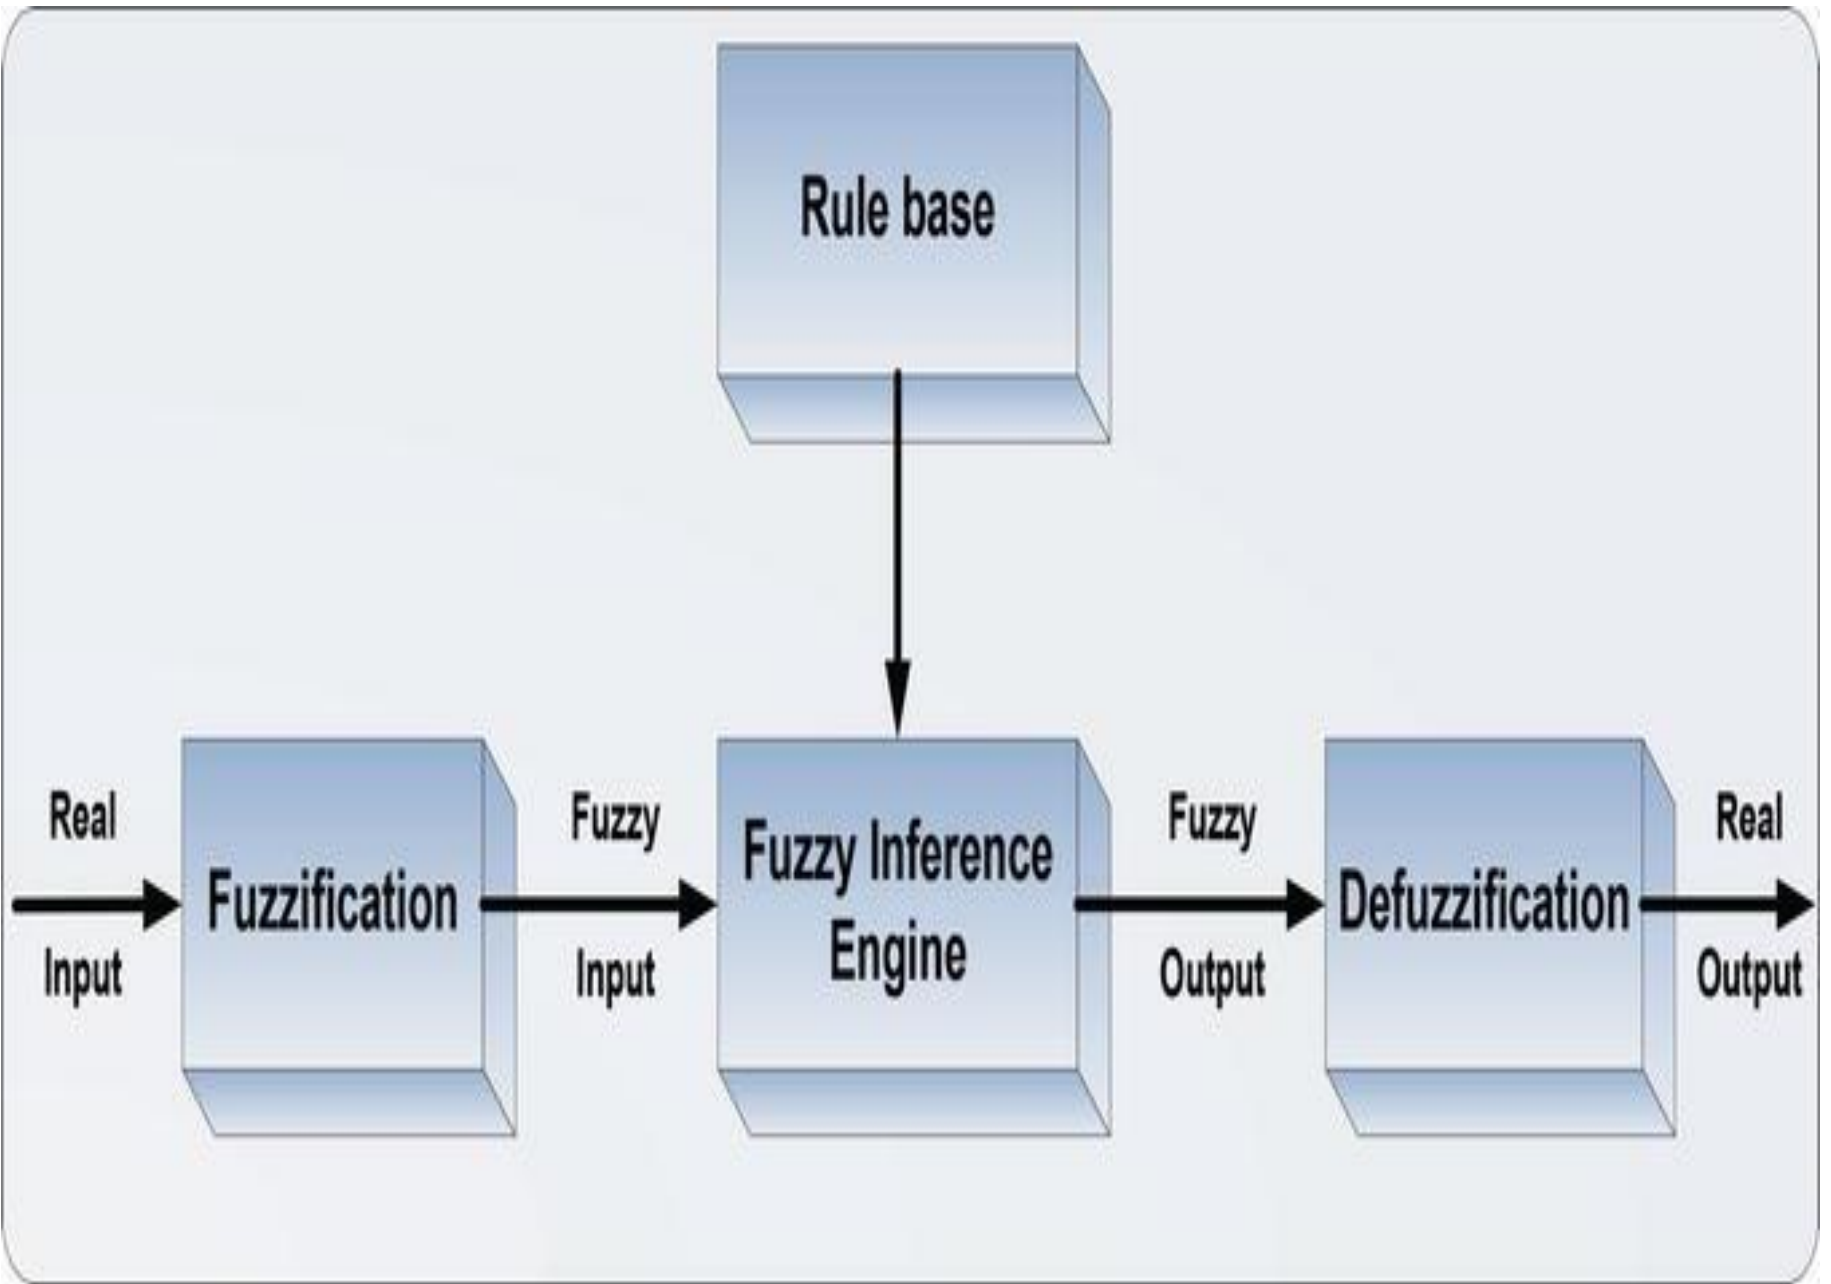 Rule base
Real
Input
Fuzzification
Fuzzy
Input
Fuzzy Inference
Engine
Fuzzy
Output
Defuzzification
Real
Output